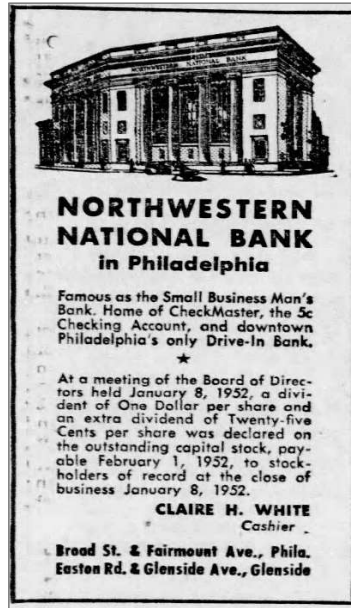 NORTHWESTERN NATIONAL BANK
NORTHWESTERN
NATIONAL BANK
in Philadelphia
Famous as the Small Business Man's
Bank. Home of CheckMaster, the 5c
Checking Account, and downtown
Philadelphia's only Drive-In Bank.
At a meeting of the Board of Direc-
tors held January 8, 1952, a divi-
dent of One Dollar per share and
an extra dividend of Twenty-five
Cents per share was declared on
the outstanding capital stock, pay-
able February 1, 1952, to stock-
holders of record at the close of
business January 8, 1952.
CLAIRE H. WHITE
Cashier
Broad St. & Fairmount Ave., Phila.
Easton Rd. & Glenside Ave., Glenside